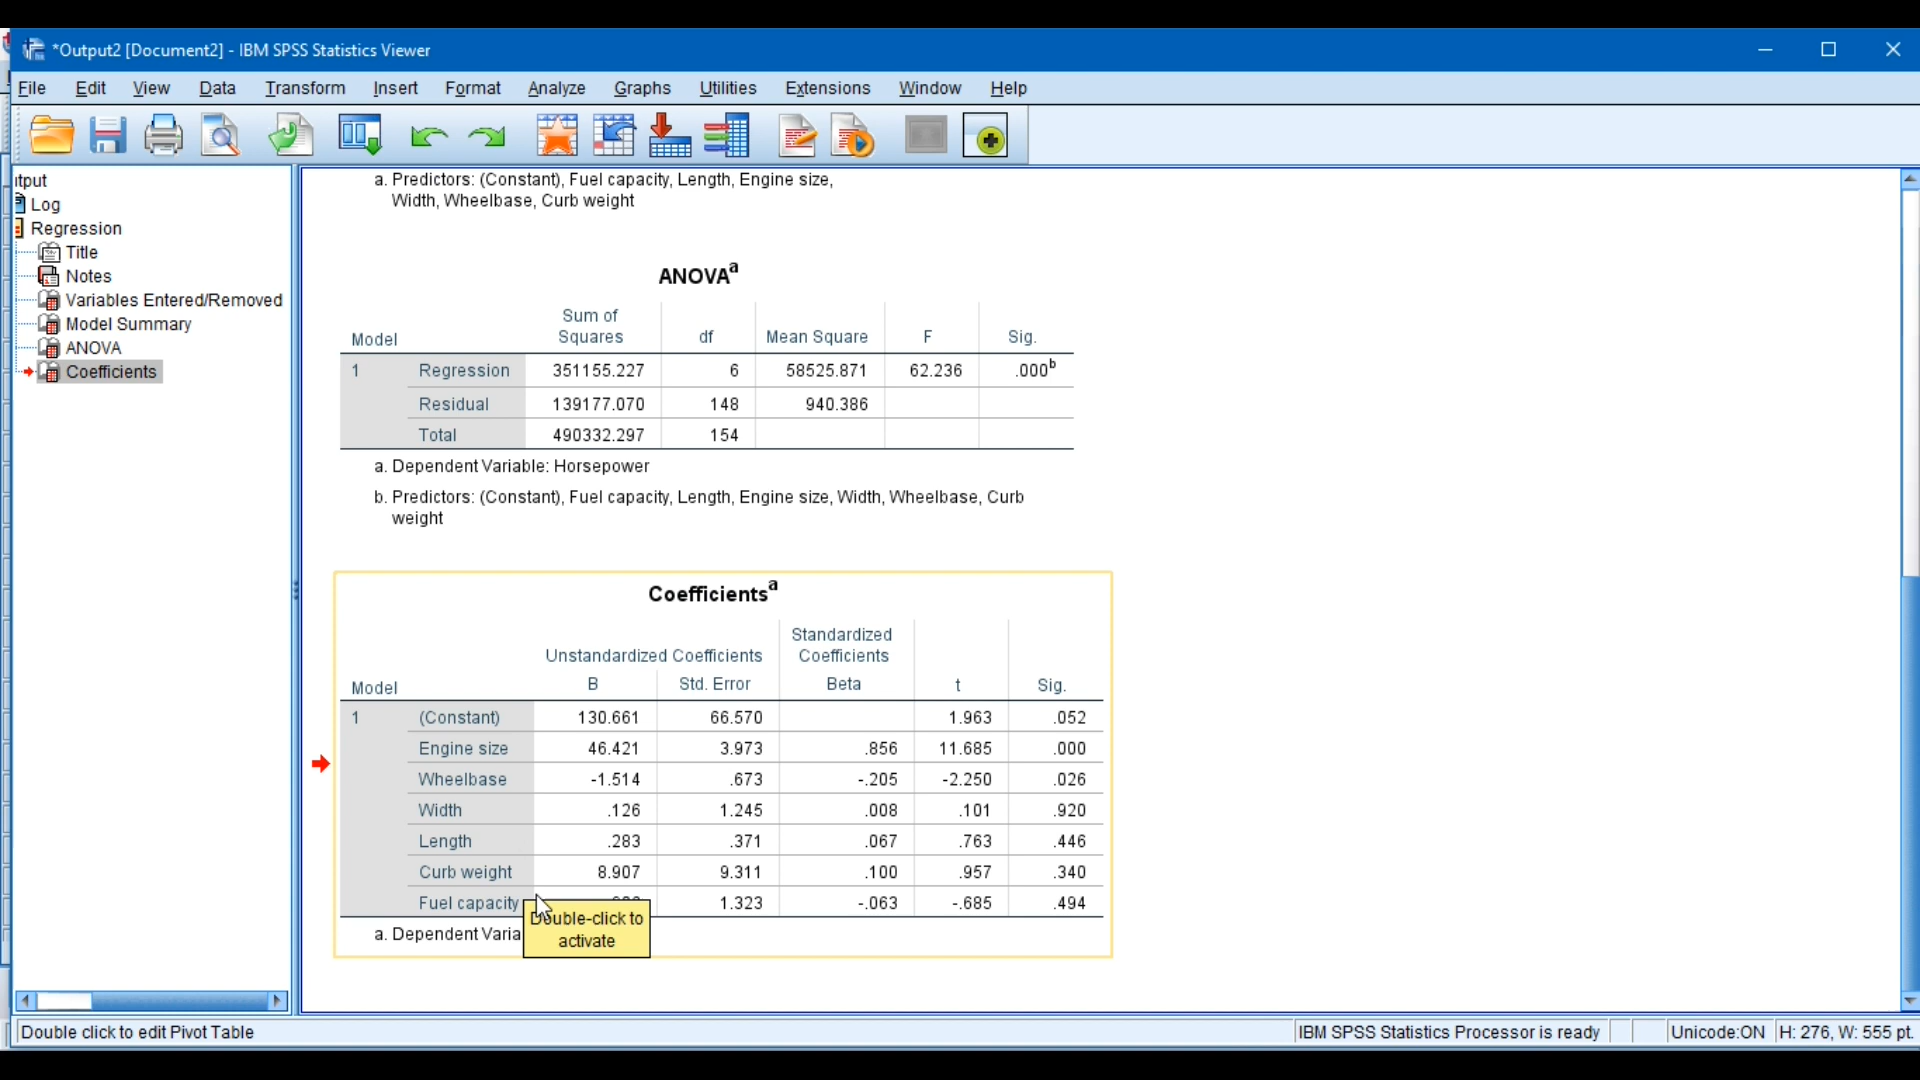 *Output2 [Document2] - IBM SPSS Statistics Viewer
File Edit View Data Transform Insert Format Analyze Graphs Utilities Extensions Window Help
Log
Regression
Title
Notes
Variables Entered/Removed
Model Summary
ANOVA
Coefficients
a. Predictors: (Constant), Fuel capacity, Length, Engine size,
Width, Wheelbase, Curb weight
ANOVAa
Sum of
Model Squares df Mean Square F Sig.
1 Regression 351155.227 6 58525.871 62.236 .000b
Residual 139177.070 148 940.386
Total 490332.297 154
a. Dependent Variable: Horsepower
b. Predictors: (Constant), Fuel capacity, Length, Engine size, Width, Wheelbase, Curb
weight
Coefficientsa
Standardized
Unstandardized Coefficients Coefficients
Model B Std. Error Beta t Sig.
1 (Constant) 130.661 66.570 1.963 .052
Engine size 46.421 3.973 .856 11.685 .000
Wheelbase -1.514 .673 -.205 -2.250 .026
Width .126 1.245 .008 .101 .920
Length .283 .371 .067 .763 .446
Curb weight 8.907 9.311 .100 .957 .340
Fuel capacity 1.323 -.063 -.685 .494
a. Dependent
Double-click to
activate
Double click to edit Pivot Table
IBM SPSS Statistics Processor is ready Unicode:ON H: 276, W: 555 pt.